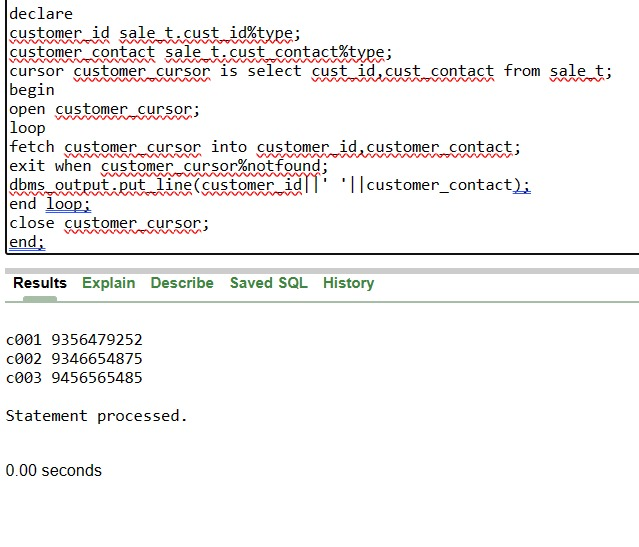 declare
customer_id sale_t.cust_id%type;
customer_contact sale_t.cust_contact%type;
cursor customer_cursor is select cust_id,cust_contact from sale_t;
begin
open customer_cursor;
loop
fetch customer_cursor into customer_id,customer_contact;
exit when customer_cursor%notfound;
dbms_output.put_line(customer_id||' '||customer_contact);
end loop;
close customer_cursor;
end;
Results Explain Describe Saved SQL History
c001 9356479252
c002 9346654875
c003 9456565485
Statement processed.
0.00 seconds